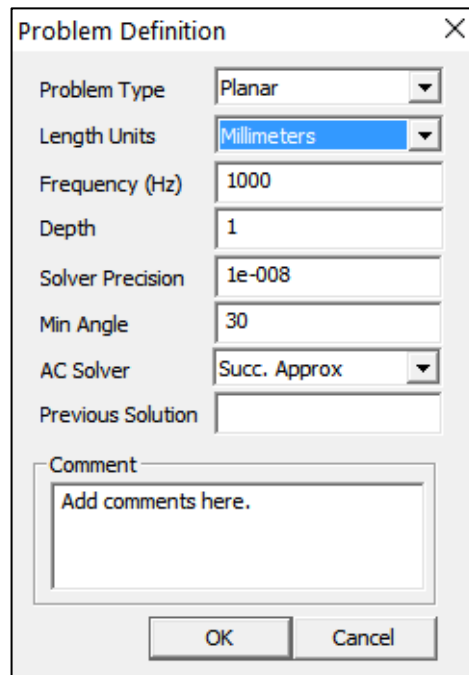 Problem Definition
Problem Type Planar
Length Units Millimeters
Frequency (Hz) 1000
Depth 1
Solver Precision 1e-008
Min Angle 30
AC Solver Succ. Approx
Previous Solution
Comment
Add comments here.
OK Cancel